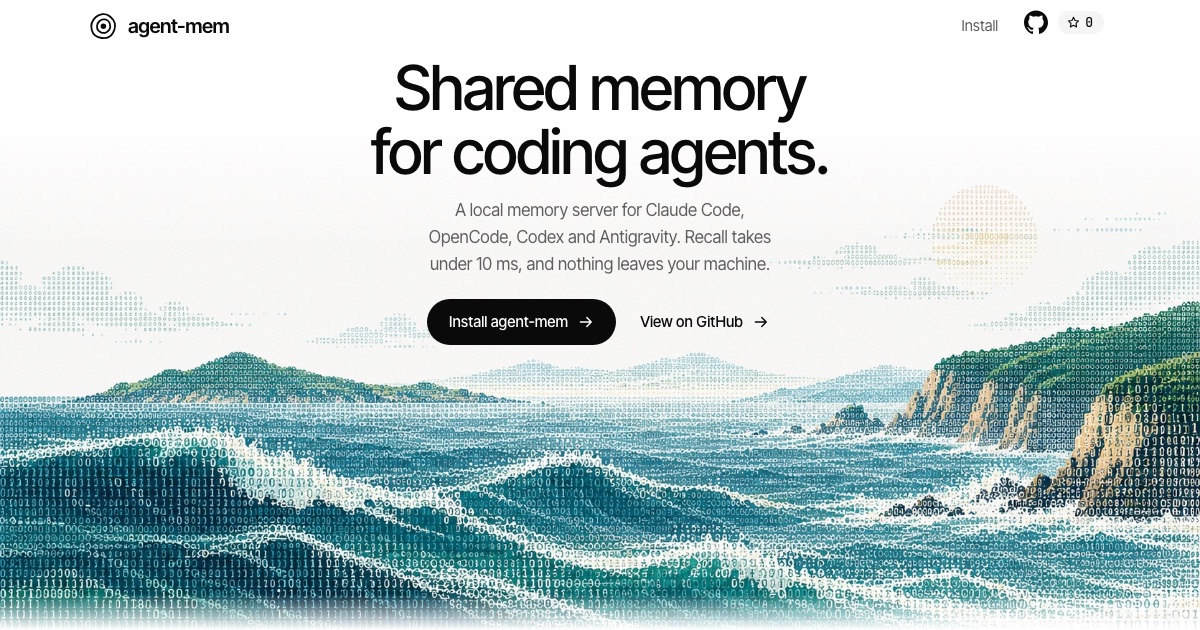 agent-mem
Install
0
Shared memory
for coding agents.
A local memory server for Claude Code,
OpenCode, Codex and Antigravity. Recall takes
under 10 ms, and nothing leaves your machine.
Install agent-mem →
View on GitHub →